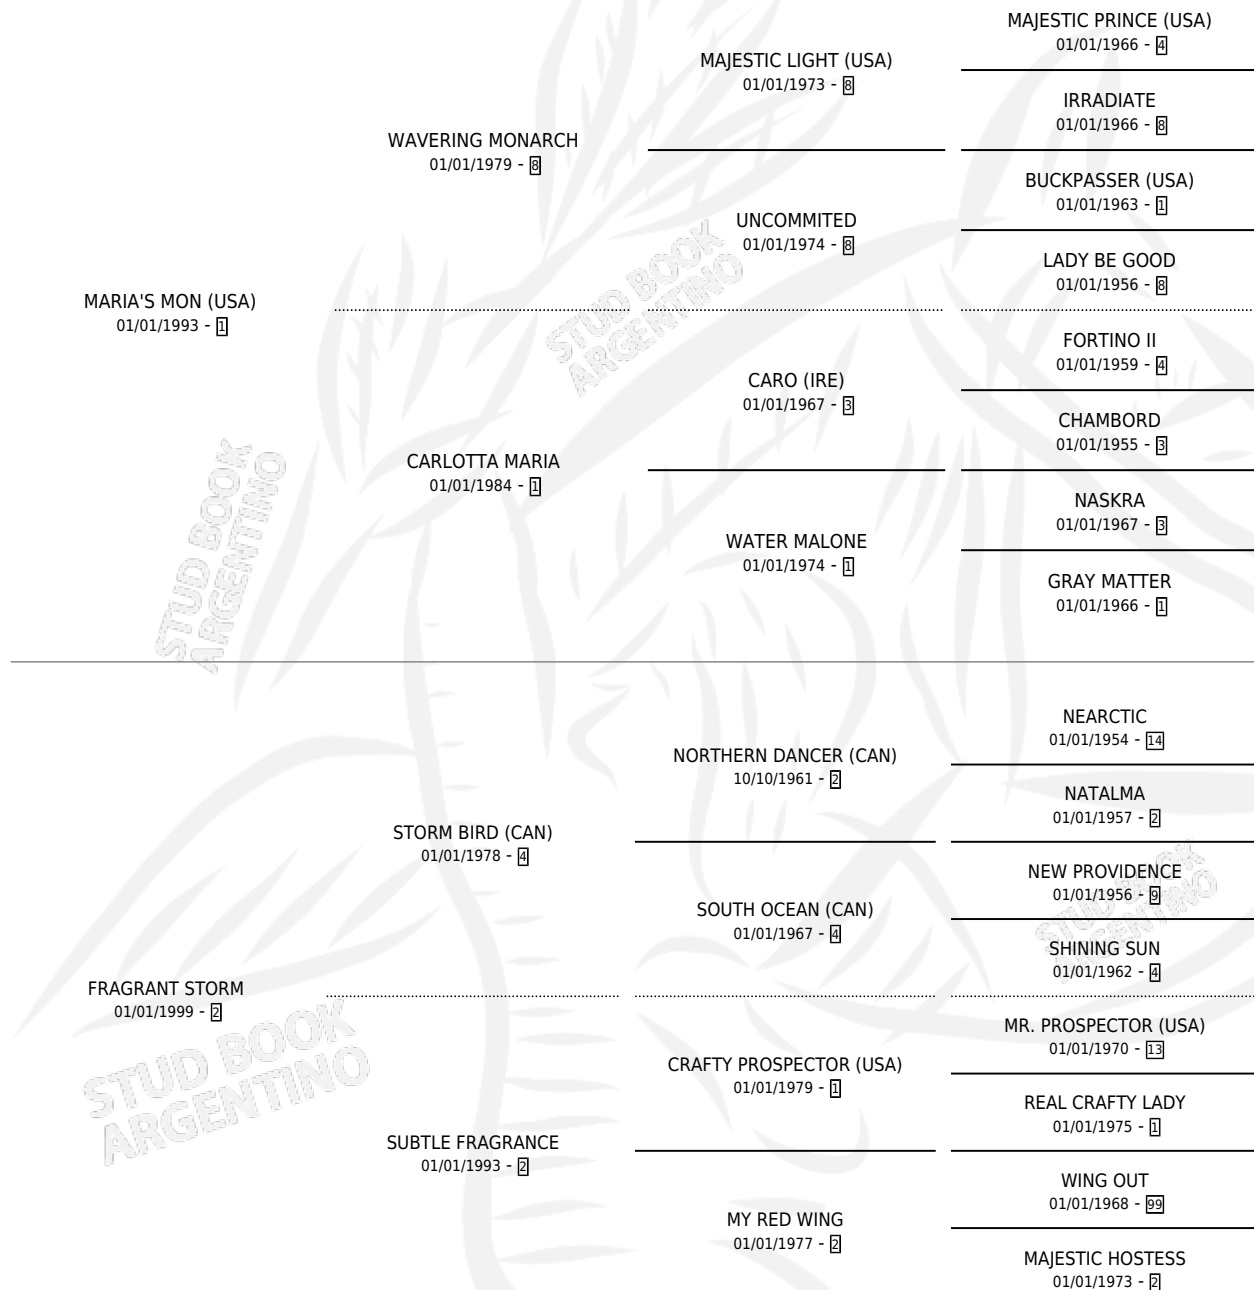 MAJESTIC PRINCE (USA)
01/01/1966 - 4
MAJESTIC LIGHT (USA)
01/01/1973 - 8
IRRADIATE
01/01/1966 - 8
WAVERING MONARCH
01/01/1979 - 8
BUCKPASSER (USA)
01/01/1963 - 1
UNCOMMITED
01/01/1974 - 8
LADY BE GOOD
01/01/1956 - 8
MARIA'S MON (USA)
01/01/1993 - 1
FORTINO II
01/01/1959 - 4
CARO (IRE)
01/01/1967 - 3
CHAMBORD
01/01/1955 - 3
CARLOTTA MARIA
01/01/1984 - 1
NASKRA
01/01/1967 - 3
WATER MALONE
01/01/1974 - 1
GRAY MATTER
01/01/1966 - 1
STUD BOOK
ARGENTINO
STUD BOOK
ARGENTINO
NEARCTIC
01/01/1954 - 14
NORTHERN DANCER (CAN)
10/10/1961 - 2
NATALMA
01/01/1957 - 2
STORM BIRD (CAN)
01/01/1978 - 4
NEW PROVIDENCE
01/01/1956 - 9
SOUTH OCEAN (CAN)
01/01/1967 - 4
SHINING SUN
01/01/1962 - 4
FRAGRANT STORM
01/01/1999 - 2
MR. PROSPECTOR (USA)
01/01/1970 - 13
CRAFTY PROSPECTOR (USA)
01/01/1979 - 1
REAL CRAFTY LADY
01/01/1975 - 1
SUBTLE FRAGRANCE
01/01/1993 - 2
WING OUT
01/01/1968 - 99
MY RED WING
01/01/1977 - 2
MAJESTIC HOSTESS
01/01/1973 - 2
STUD BOOK
ARGENTINO
STUD BOOK
ARGENTINO